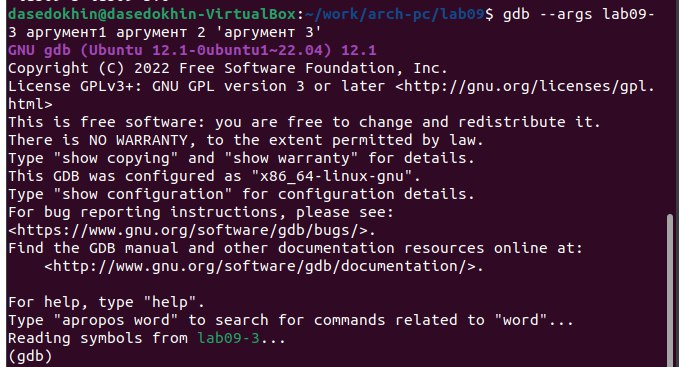 dasedokhin@dasedokhin-VirtualBox:~/work/arch-pc/lab09$ gdb --args lab09-
3 аргумент1 аргумент 2 'аргумент 3'
GNU gdb (Ubuntu 12.1-0ubuntu1~22.04) 12.1
Copyright (C) 2022 Free Software Foundation, Inc.
License GPLv3+: GNU GPL version 3 or later <http://gnu.org/licenses/gpl.
html>
This is free software: you are free to change and redistribute it.
There is NO WARRANTY, to the extent permitted by law.
Type "show copying" and "show warranty" for details.
This GDB was configured as "x86_64-linux-gnu".
Type "show configuration" for configuration details.
For bug reporting instructions, please see:
<https://www.gnu.org/software/gdb/bugs/>.
Find the GDB manual and other documentation resources online at:
    <http://www.gnu.org/software/gdb/documentation/>.

For help, type "help".
Type "apropos word" to search for commands related to "word"...
Reading symbols from lab09-3...
(gdb)